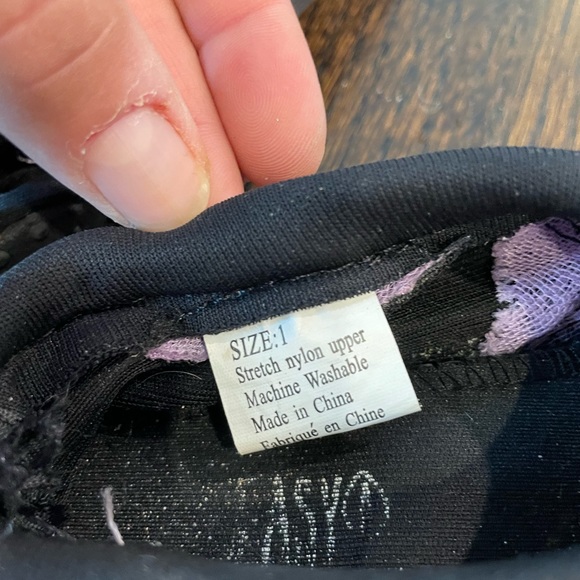 SIZE:1
Stretch nylon upper
Machine Washable
Made in China
Fabriqué en Chine